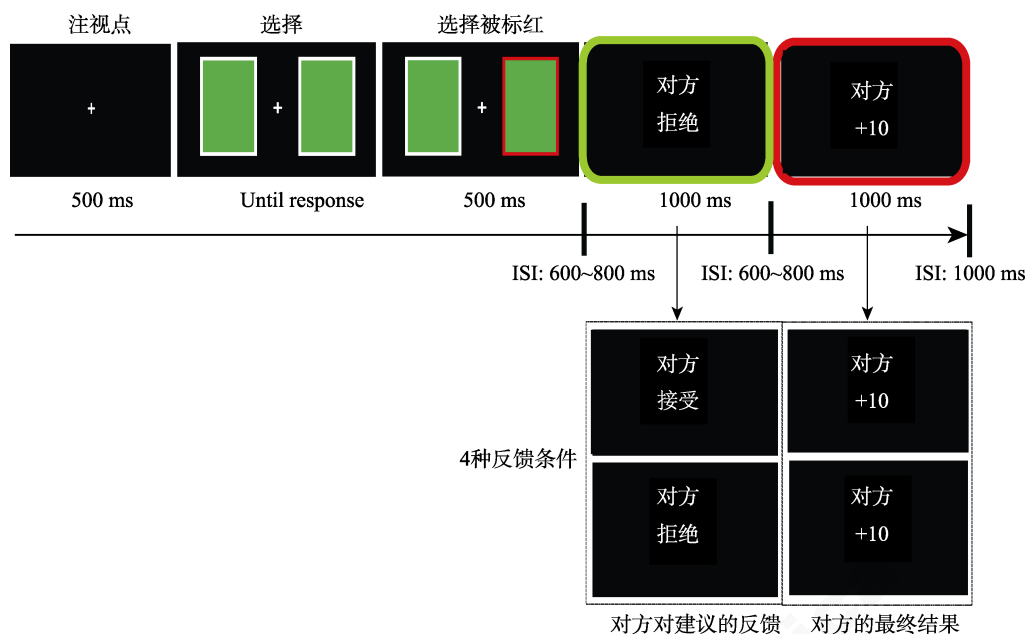 注视点
选择
选择被标红
+
+
+
对方
拒绝
对方
+10
500 ms
Until response
500 ms
1000 ms
1000 ms
ISI: 600~800 ms
ISI: 600~800 ms
ISI: 1000 ms
对方
接受
对方
+10
4种反馈条件
对方
拒绝
对方
+10
对方对建议的反馈
对方的最终结果